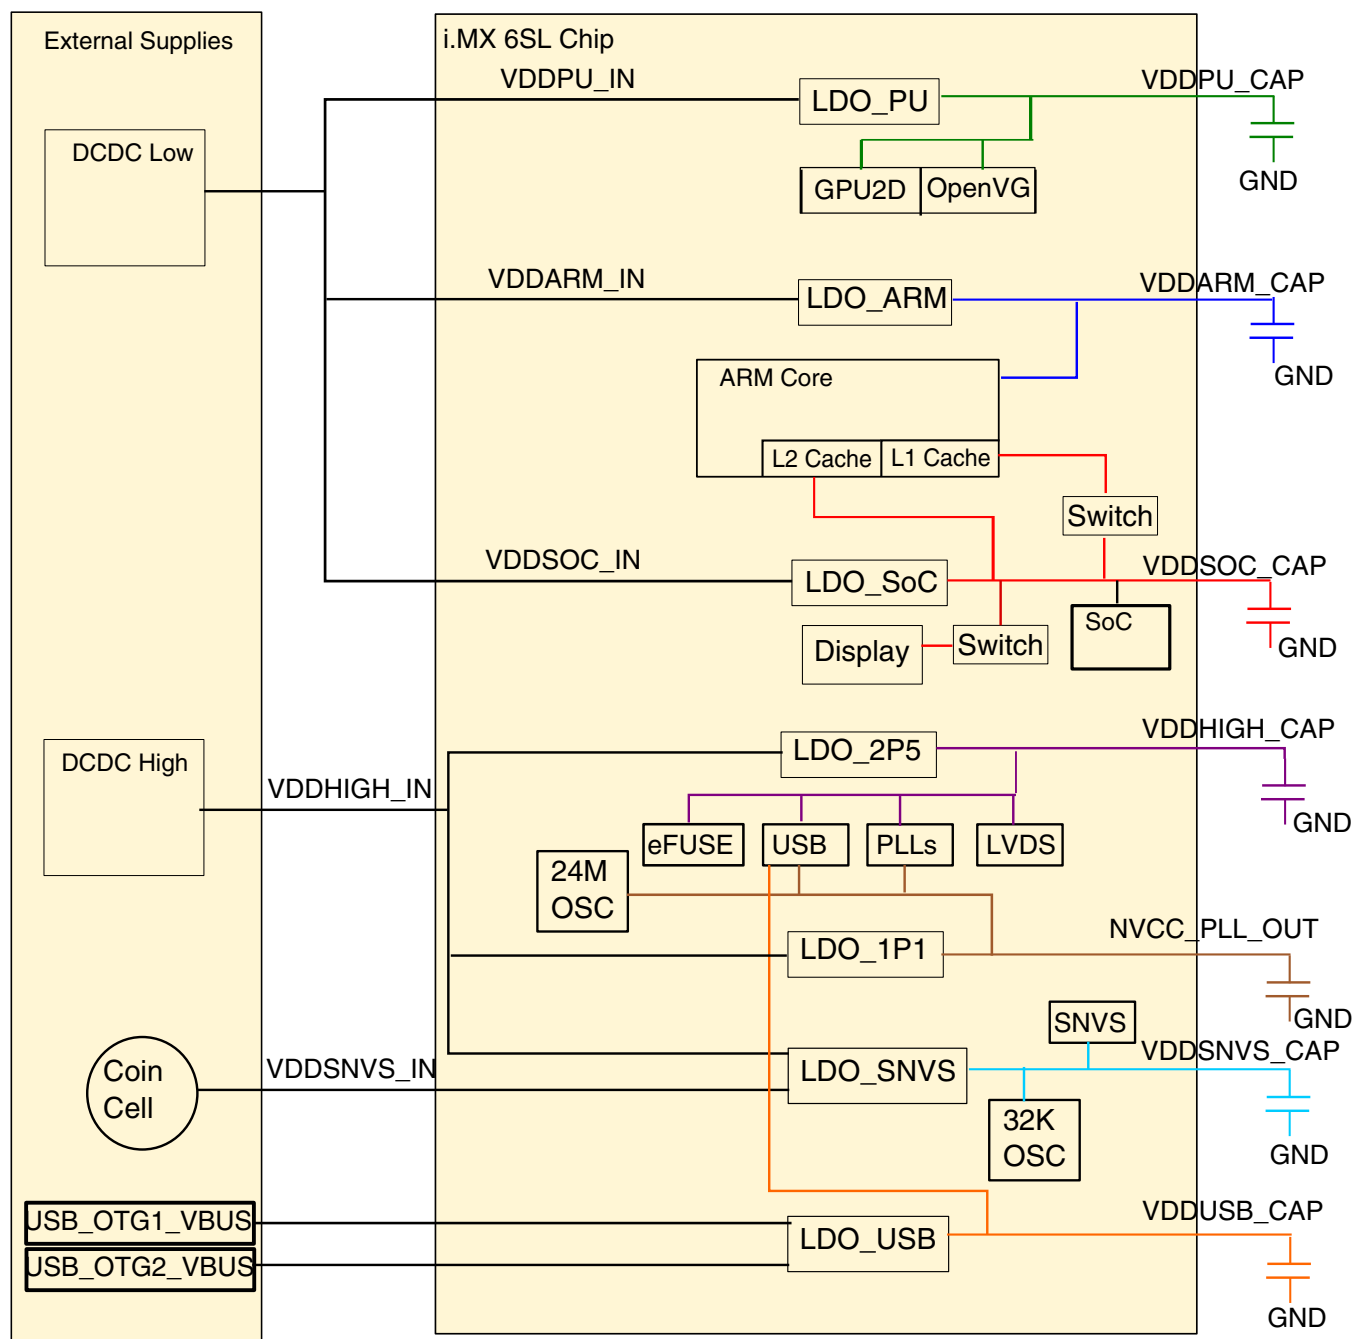 External Supplies
i.MX 6SL Chip
VDDPU_IN
LDO_PU
VDDPU_CAP
DCDC Low
GPU2D
OpenVG
GND
VDDARM_IN
LDO_ARM
VDDARM_CAP
ARM Core
GND
L2 Cache
L1 Cache
Switch
VDDSOC_IN
LDO_SoC
VDDSOC_CAP
SoC
Display
Switch
GND
DCDC High
VDDHIGH_IN
LDO_2P5
VDDHIGH_CAP
GND
eFUSE
USB
PLLs
LVDS
24M
OSC
LDO_1P1
NVCC_PLL_OUT
GND
SNVS
Coin
Cell
VDDSNVS_IN
LDO_SNVS
VDDSNVS_CAP
32K
OSC
GND
USB_OTG1_VBUS
USB_OTG2_VBUS
LDO_USB
VDDUSB_CAP
GND